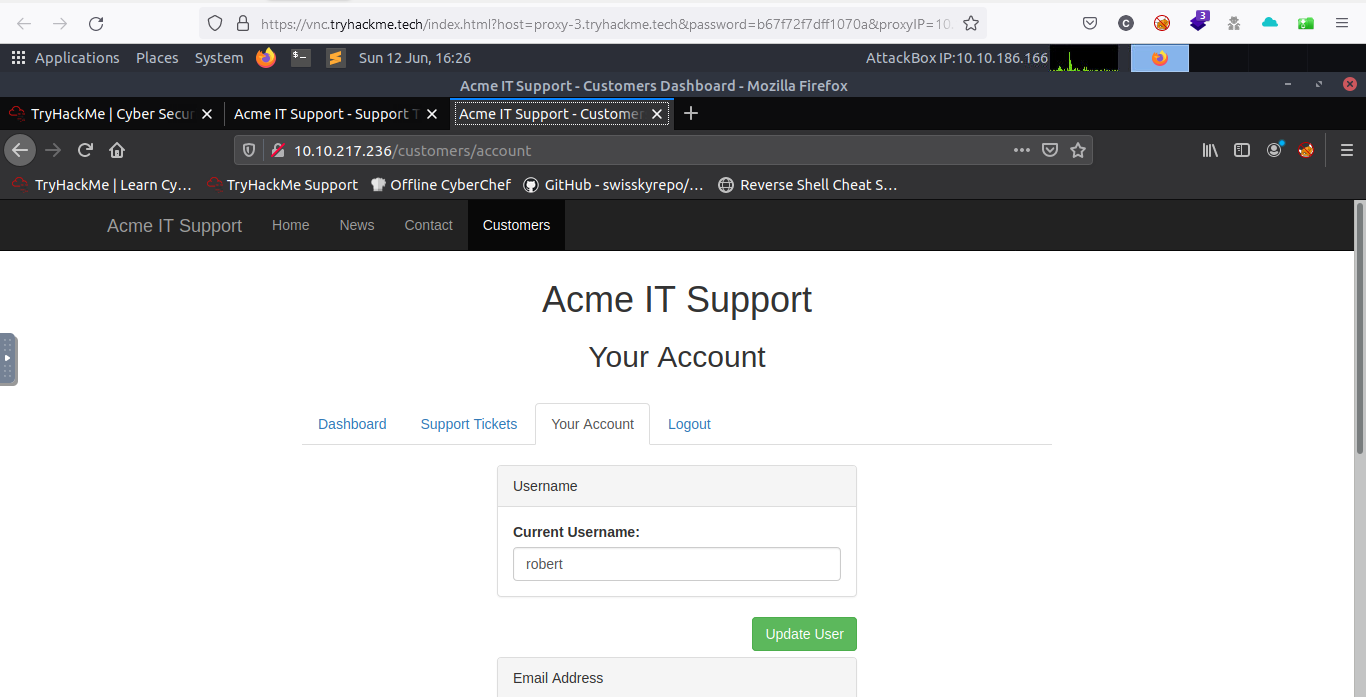 https://vnc.tryhackme.tech/index.html?host=proxy-3.tryhackme.tech&password=b67f72f7dff1070a&proxyIP=10.
3
Applications Places System Sun 12 Jun, 16:26 AttackBox IP:10.10.186.166
Acme IT Support - Customers Dashboard - Mozilla Firefox
TryHackMe | Cyber Secur Acme IT Support - Support T Acme IT Support - Customer
10.10.217.236/customers/account
TryHackMe | Learn Cy… TryHackMe Support Offline CyberChef GitHub - swisskyrepo/… Reverse Shell Cheat S…
Acme IT Support Home News Contact Customers
Acme IT Support
Your Account
Dashboard Support Tickets Your Account Logout
Username
Current Username:
robert
Update User
Email Address